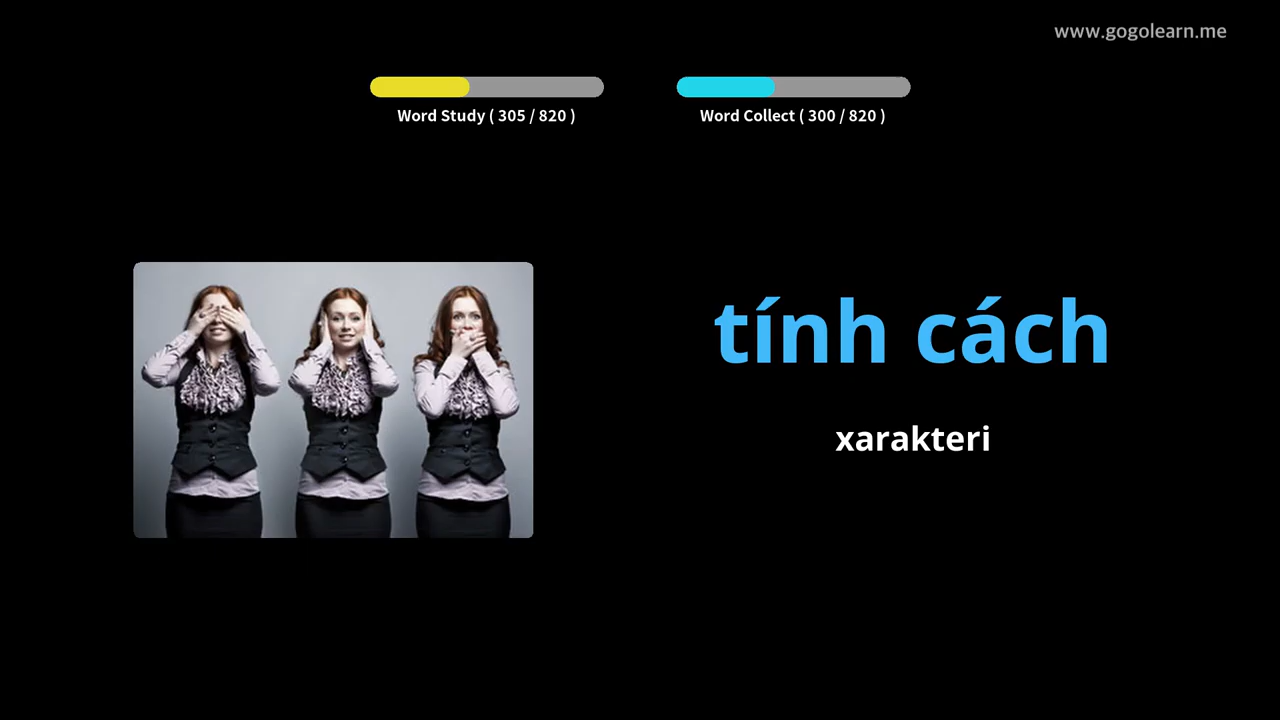 www.gogolearn.me
Word Study ( 305 / 820 )
Word Collect ( 300 / 820 )
tính cách
xarakteri